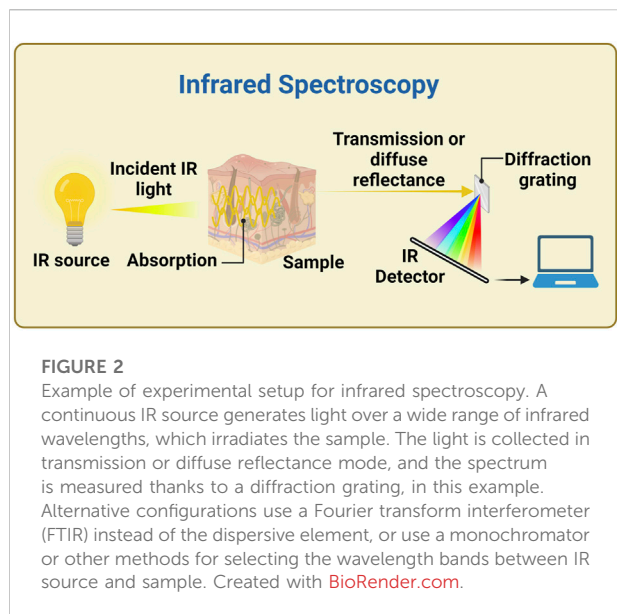 Infrared Spectroscopy
Incident IR
light
IR source
Absorption
Sample
Transmission or
diffuse
reflectance
Diffraction
grating
IR
Detector
FIGURE 2
Example of experimental setup for infrared spectroscopy. A
continuous IR source generates light over a wide range of infrared
wavelengths, which irradiates the sample. The light is collected in
transmission or diffuse reflectance mode, and the spectrum
is measured thanks to a diffraction grating, in this example.
Alternative configurations use a Fourier transform interferometer
(FTIR) instead of the dispersive element, or use a monochromator
or other methods for selecting the wavelength bands between IR
source and sample. Created with BioRender.com.